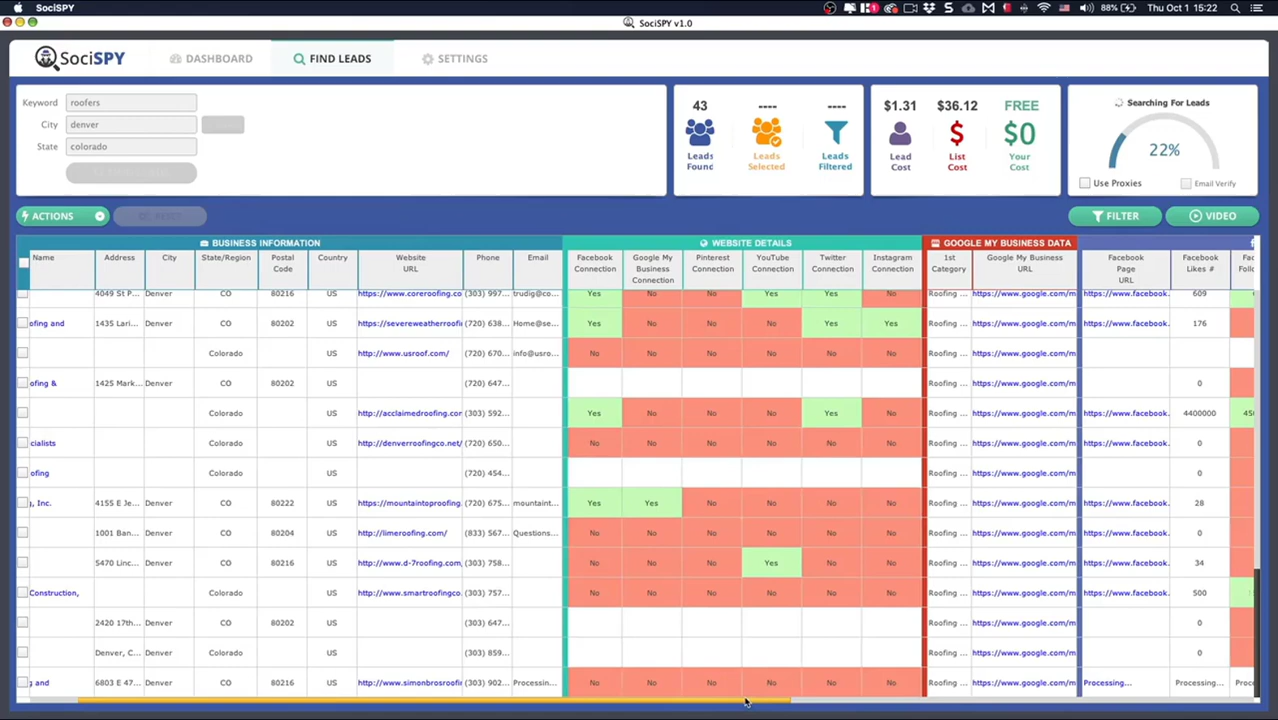 SociSPY
88%
Thu Oct 1 15:22
SociSPY v1.0
SociSPY
DASHBOARD
FIND LEADS
SETTINGS
Keyword
roofers
City
denver
State
colorado
43
----
----
Leads Found
Leads Selected
Leads Filtered
$1.31
$36.12
FREE
$
$0
Lead Cost
List Cost
Your Cost
Searching For Leads
22%
Use Proxies
Email Verify
ACTIONS
FILTER
VIDEO
BUSINESS INFORMATION
WEBSITE DETAILS
GOOGLE MY BUSINESS DATA
Name Address City State/Region Postal Code Country Website URL Phone Email Facebook Connection Google My Business Connection Pinterest Connection YouTube Connection Twitter Connection Instagram Connection 1st Category Google My Business URL Facebook Page URL Facebook Likes #
4049 St P... Denver CO 80216 US https://www.coreroofing.co (303) 997... trudig@co... Yes No No Yes Yes No Roofing ... https://www.google.com/m https://www.facebook. 609
ofing and 1435 Lari... Denver CO 80202 US https://severeweatherroofi (720) 638... Home@se... Yes No No No Yes Yes Roofing ... https://www.google.com/m https://www.facebook. 176
Colorado US http://www.usroof.com/ (720) 670... info@usro... No No No No No No Roofing ... https://www.google.com/m
ofing & 1425 Mark... Denver CO 80202 US (720) 647... Roofing ... https://www.google.com/m https://www.facebook. 0
Colorado US http://acclaimedroofing.cor (303) 592... Yes No No No Yes No Roofing ... https://www.google.com/m https://www.facebook. 4400000 450
cialists Colorado US http://denverroofingco.net/ (720) 650... No No No No No No Roofing ... https://www.google.com/m https://www.facebook. 0
ofing Colorado US (720) 454... Roofing ... https://www.google.com/m https://www.facebook. 0
, Inc. 4155 E Je... Denver CO 80222 US https://mountaintoproofing. (720) 675... mountaint... Yes Yes No No No No Roofing ... https://www.google.com/m https://www.facebook. 28
1001 Ban... Denver CO 80204 US http://limeroofing.com/ (833) 567... Questions... No No No No No No Roofing ... https://www.google.com/m https://www.facebook. 0
5470 Linc... Denver CO 80216 US http://www.d-7roofing.com, (303) 758... No No No Yes No No Roofing ... https://www.google.com/m https://www.facebook. 34
Construction, Colorado US http://www.smartroofingco. (303) 757... No No No No No No Roofing ... https://www.google.com/m https://www.facebook. 500
2420 17th... Denver CO 80202 US (303) 647... Roofing ... https://www.google.com/m https://www.facebook. 0
Denver, C... Denver Colorado US (303) 859... Roofing ... https://www.google.com/m https://www.facebook. 0
g and 6803 E 47... Denver CO 80216 US http://www.simonbrosroofi (303) 902... Processin... No No No No No No Roofing ... https://www.google.com/m Processing... Processing...